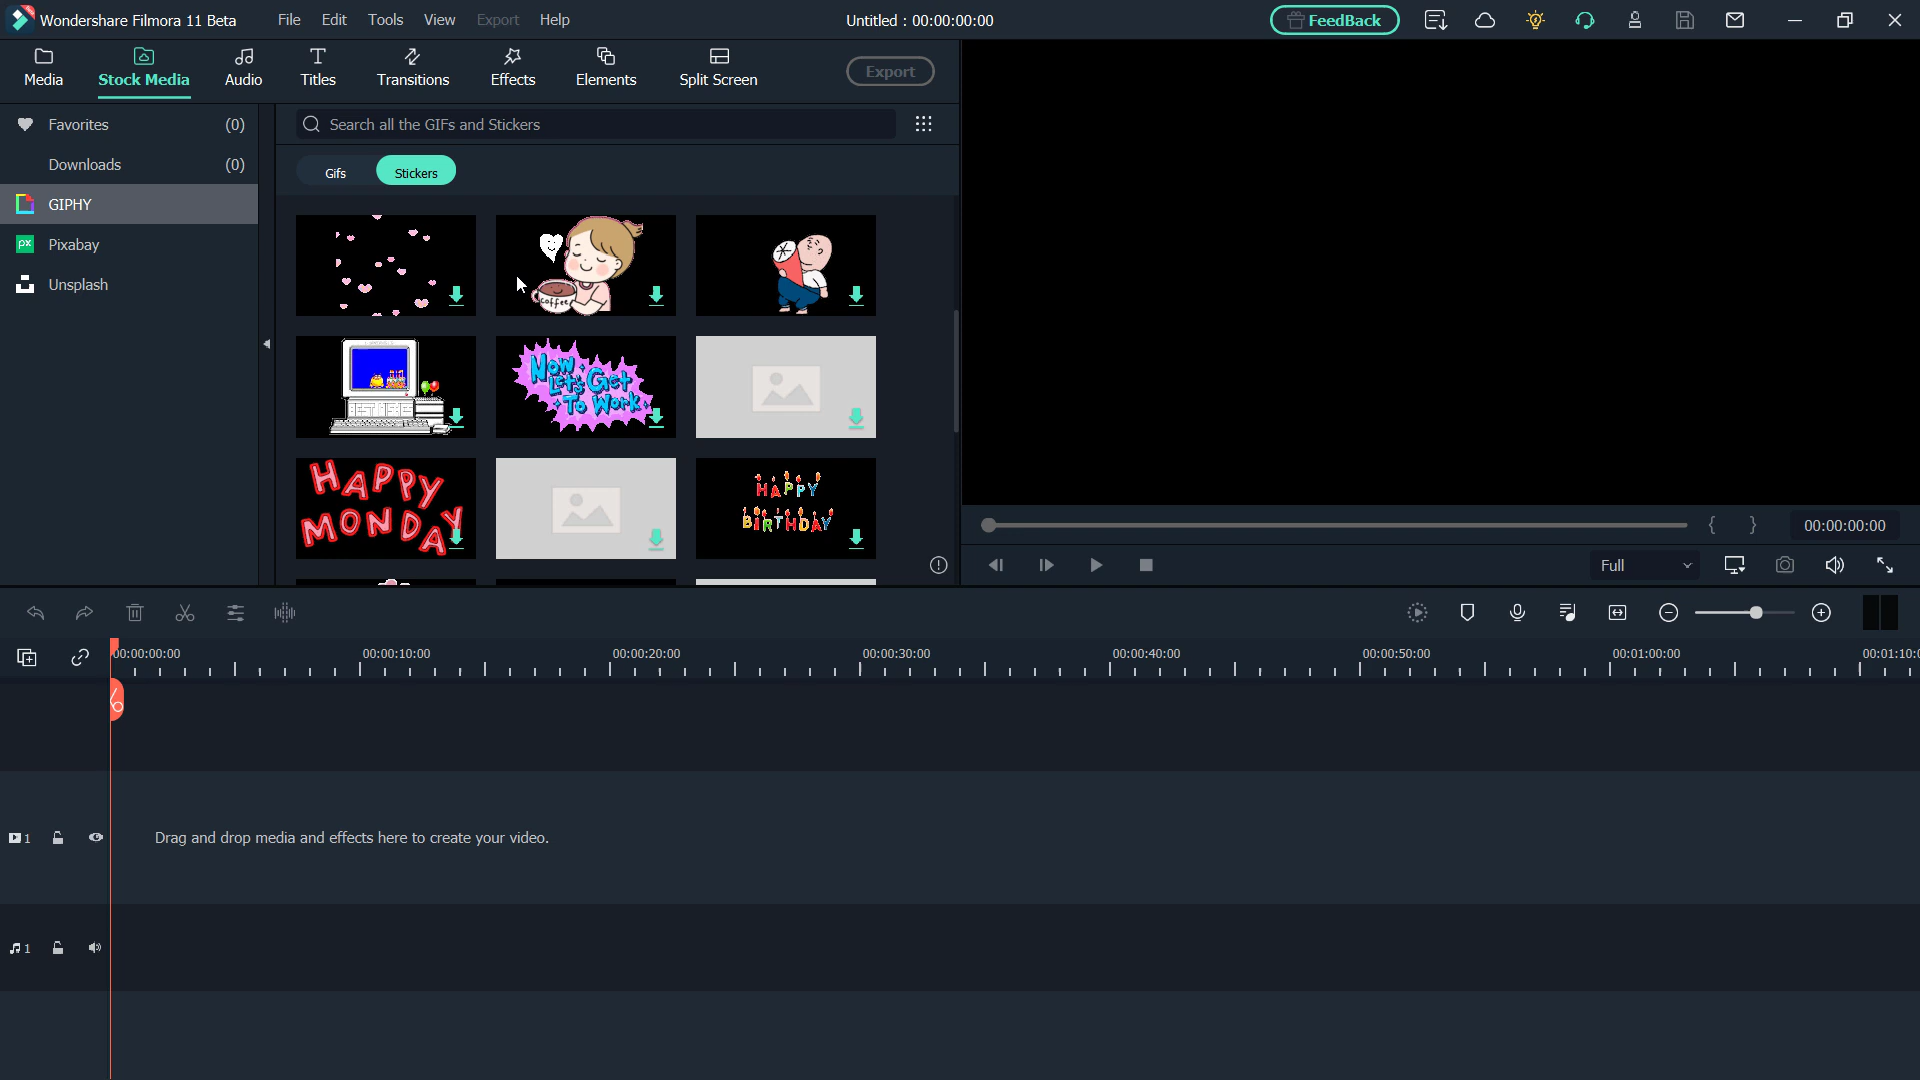 Wondershare Filmora 11 Beta
File Edit Tools View Export Help
Untitled : 00:00:00:00
FeedBack
Media Stock Media Audio Titles Transitions Effects Elements Split Screen
Export
Favorites (0)
Downloads (0)
GIPHY
px Pixabay
Unsplash
Search all the GIFs and Stickers
Gifs Stickers
coffee
Now Let's Get To Work
HAPPY MONDAY
HAPPY BIRTHDAY
{ } 00:00:00:00
Full
00:00:00:00 00:00:10:00 00:00:20:00 00:00:30:00 00:00:40:00 00:00:50:00 00:01:00:00 00:01:10:0
1 Drag and drop media and effects here to create your video.
1